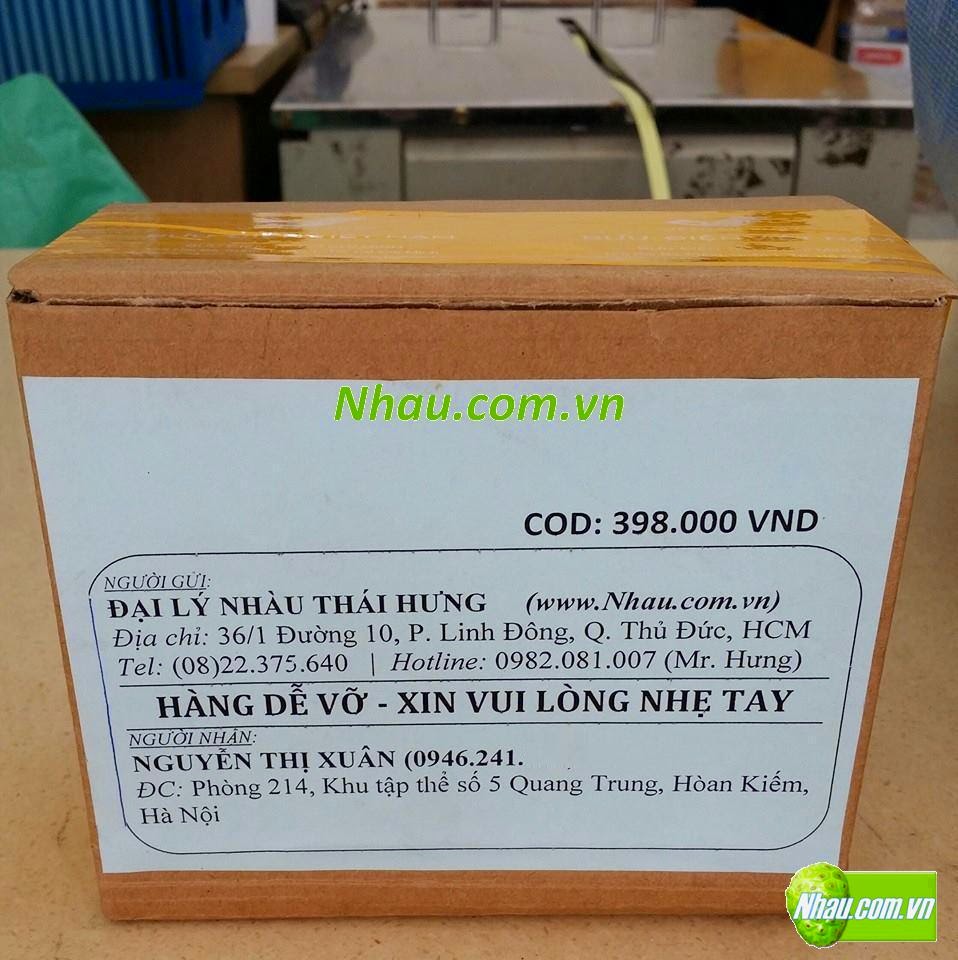 Nhau.com.vn
COD: 398.000 VND
NGƯỜI GỬI:
ĐẠI LÝ NHÀU THÁI HƯNG (www.Nhau.com.vn)
Địa chỉ: 36/1 Đường 10, P. Linh Đông, Q. Thủ Đức, HCM
Tel: (08)22.375.640 | Hotline: 0982.081.007 (Mr. Hưng)
HÀNG DỄ VỠ - XIN VUI LÒNG NHẸ TAY
NGƯỜI NHẬN:
NGUYỄN THỊ XUÂN (0946.241.
ĐC: Phòng 214, Khu tập thể số 5 Quang Trung, Hòan Kiếm,
Hà Nội
Nhau.com.vn